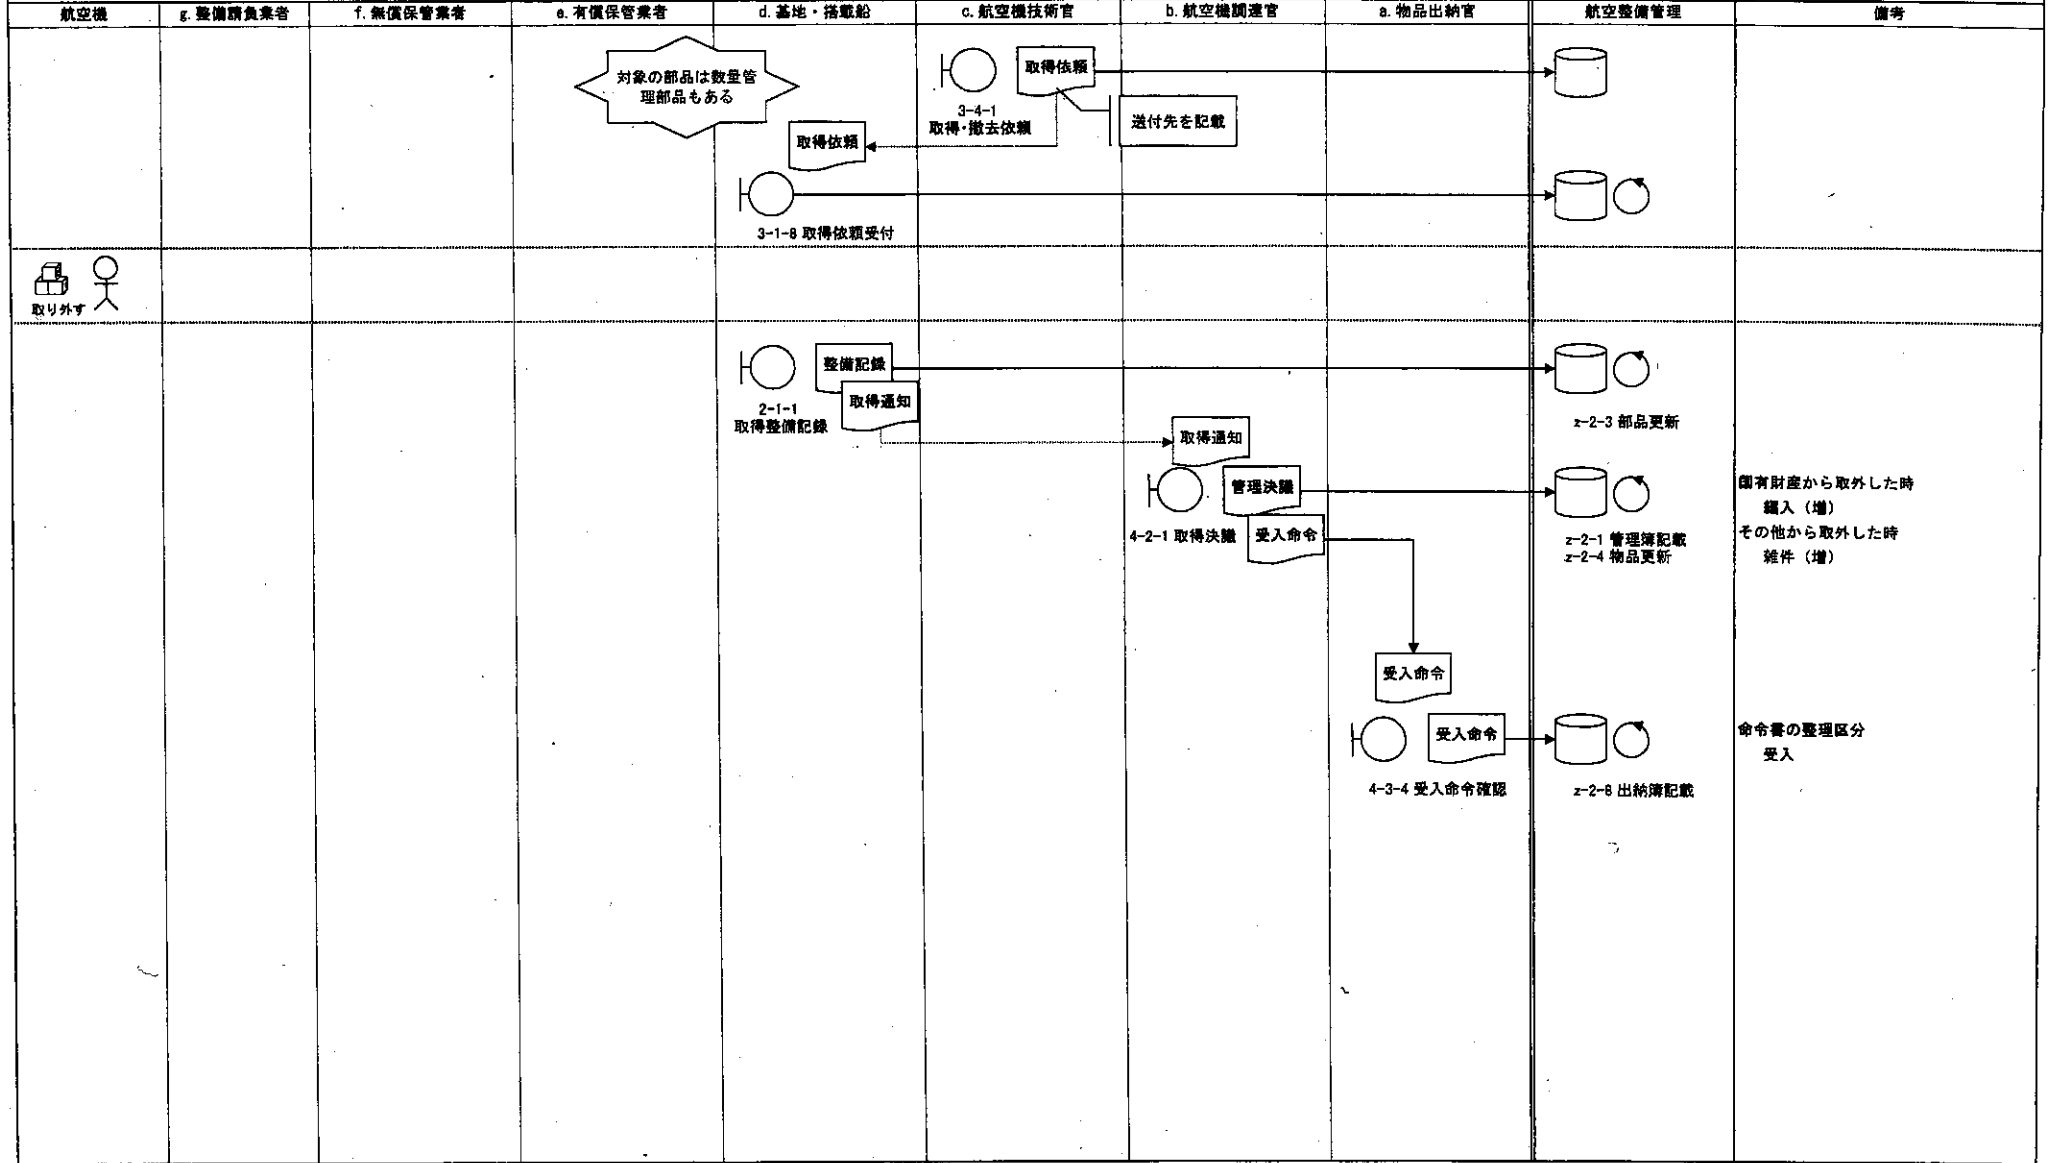 航空機
g. 整備請負業者
f. 無償保管業者
e. 有償保管業者
d. 基地・搭載船
c. 航空機技術官
b. 航空機調達官
a. 物品出納官
航空整備管理
備考
対象の部品は数量管
理部品もある
取得依頼
3-4-1
取得・撤去依頼
送付先を記載
取得依頼
3-1-8 取得依頼受付
取り外す
整備記録
取得通知
2-1-1
取得整備記録
z-2-3 部品更新
取得通知
管理決議
4-2-1 取得決議
受入命令
z-2-1 管理簿記載
z-2-4 物品更新
国有財産から取外した時
編入（増）
その他から取外した時
雑件（増）
受入命令
受入命令
4-3-4 受入命令確認
z-2-8 出納簿記載
命令書の整理区分
受入